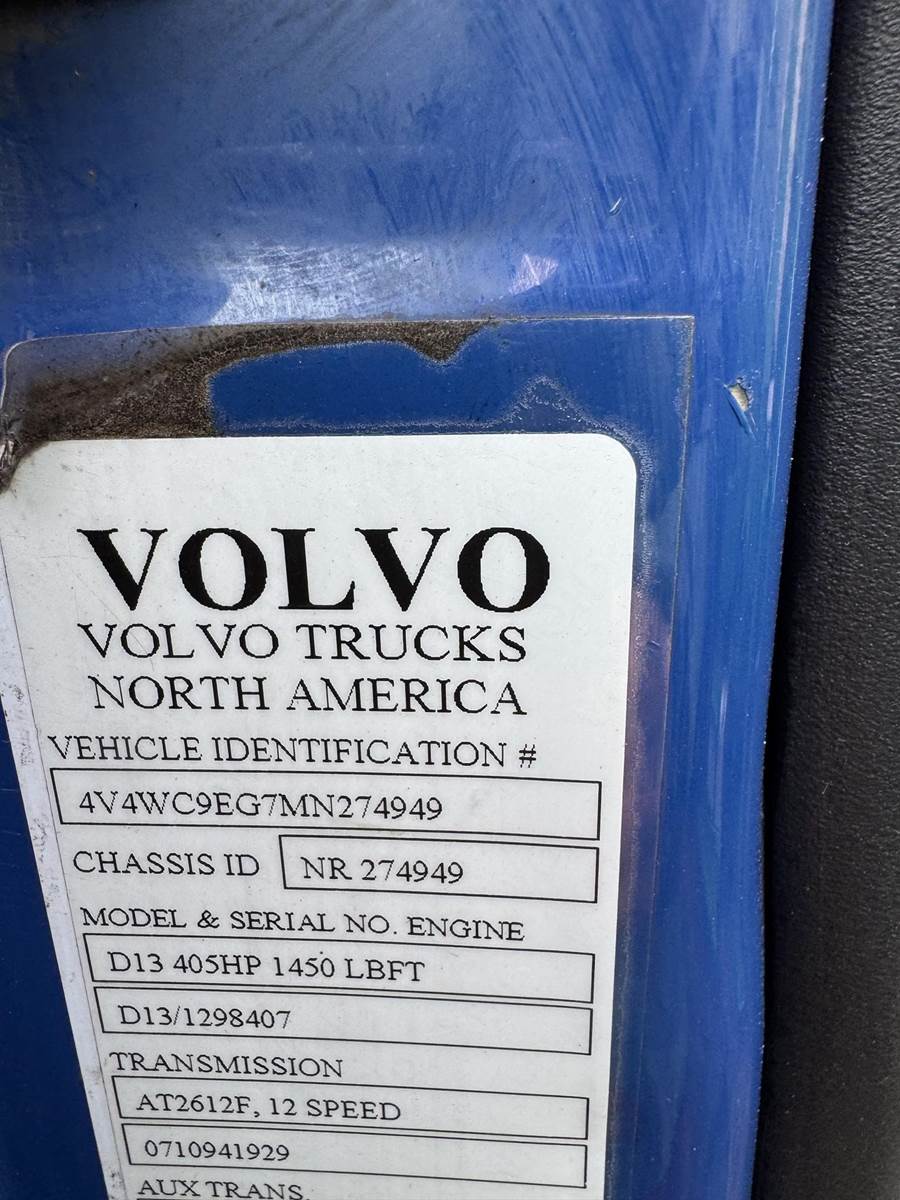 VOLVO
VOLVO TRUCKS
NORTH AMERICA
VEHICLE IDENTIFICATION #
4V4WC9EG7MN274949
CHASSIS ID NR 274949
MODEL & SERIAL NO. ENGINE
D13 405HP 1450 LBFT
D13/1298407
TRANSMISSION
AT2612F, 12 SPEED
0710941929
AUX TRANS.